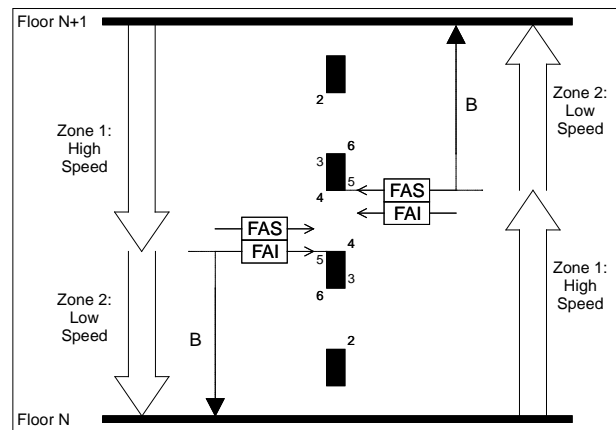 Floor N+1
2
B
Zone 2:
Low
Speed
Zone 1:
High
Speed
6
3
5
4
FAS
FAI
FAS
4
FAI
5
3
6
Zone 2:
Low
Speed
Zone 1:
High
Speed
B
2
Floor N